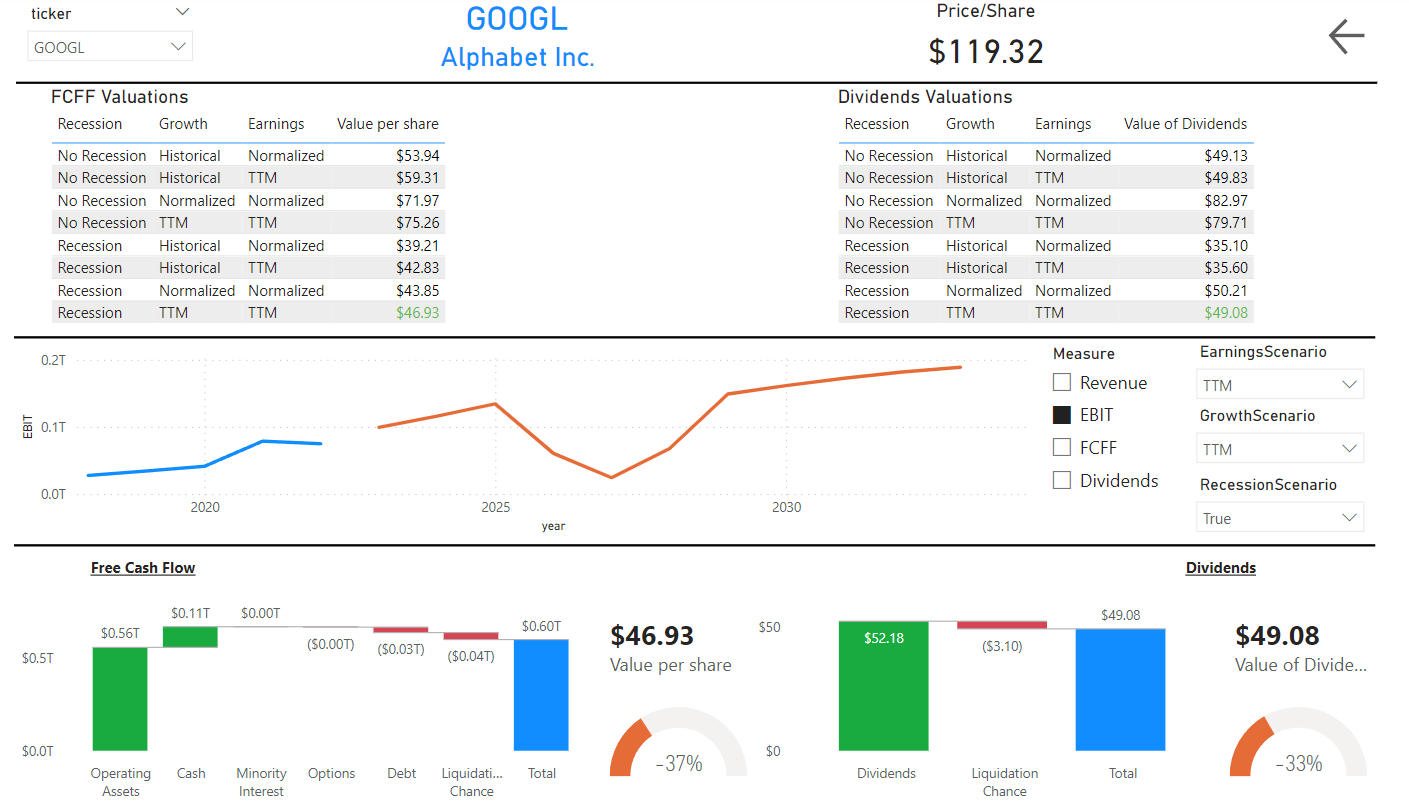 ticker
GOOGL
GOOGL
Alphabet Inc.
Price/Share
$119.32
FCFF Valuations
Recession Growth Earnings Value per share
No Recession Historical Normalized $53.94
No Recession Historical TTM $59.31
No Recession Normalized Normalized $71.97
No Recession TTM TTM $75.26
Recession Historical Normalized $39.21
Recession Historical TTM $42.83
Recession Normalized Normalized $43.85
Recession TTM TTM $46.93
Dividends Valuations
Recession Growth Earnings Value of Dividends
No Recession Historical Normalized $49.13
No Recession Historical TTM $49.83
No Recession Normalized Normalized $82.97
No Recession TTM TTM $79.71
Recession Historical Normalized $35.10
Recession Historical TTM $35.60
Recession Normalized Normalized $50.21
Recession TTM TTM $49.08
0.2T
0.1T
0.0T
EBIT
2020 2025 2030
year
Measure
Revenue
EBIT
FCFF
Dividends
EarningsScenario
TTM
GrowthScenario
TTM
RecessionScenario
True
Free Cash Flow
$0.5T
$0.0T
$0.56T
$0.11T
$0.00T
($0.00T)
($0.03T)
($0.04T)
$0.60T
Operating Assets
Cash
Minority Interest
Options
Debt
Liquidati... Chance
Total
$46.93
Value per share
-37%
Dividends
$50
$0
$52.18
($3.10)
$49.08
Dividends
Liquidation Chance
Total
$49.08
Value of Divide...
-33%